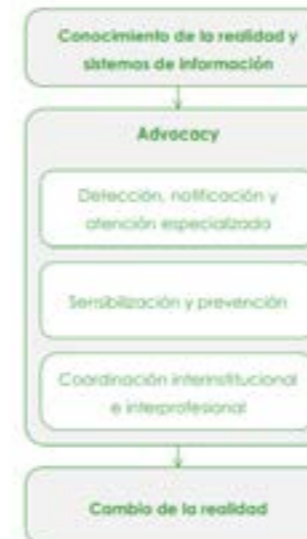 Conocimiento de la realidad y
sistemas de información
Advocacy
Detección, notificación y
atención especializada
Sensibilización y prevención
Coordinación interinstitucional
e interprofesional
Cambio de la realidad